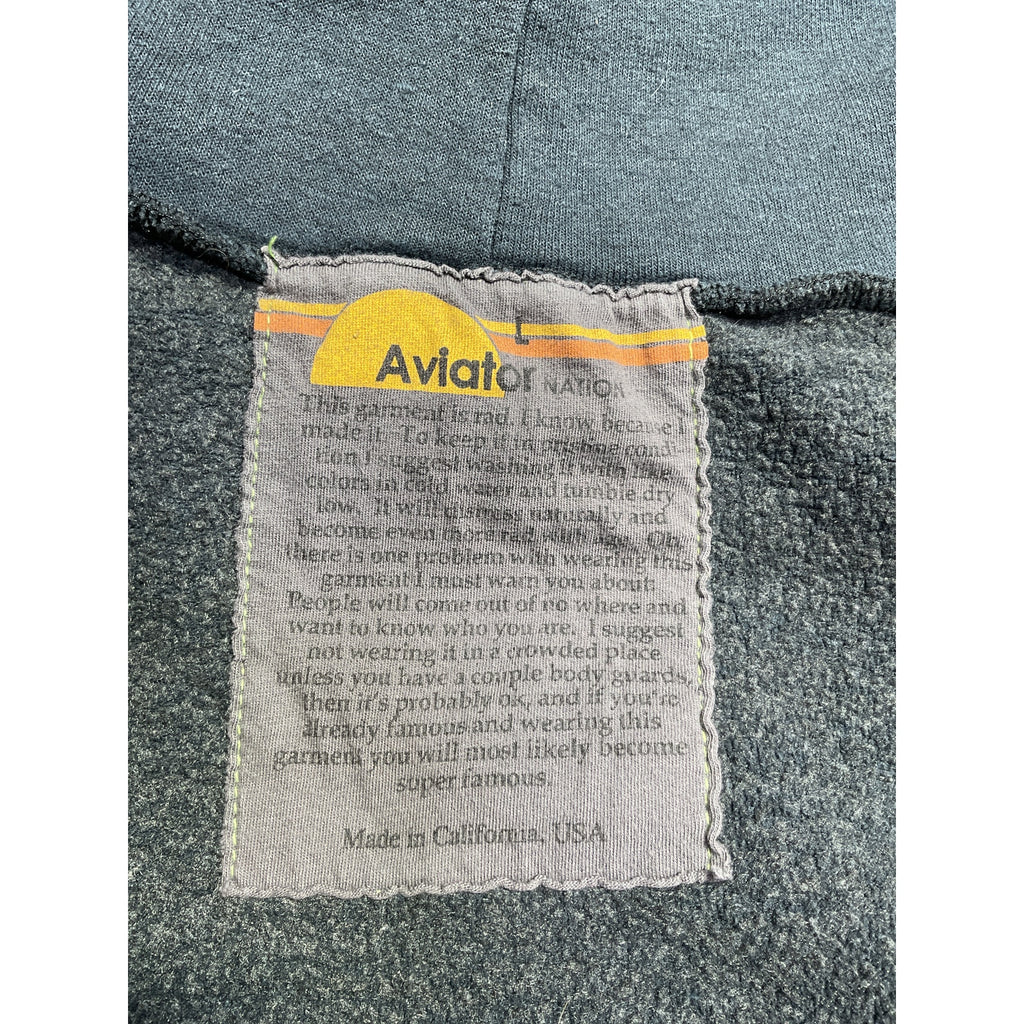 L
Aviator NATION
This garment is rad. I know because I
made it. To keep it in condi
tion I suggest washing it with like
colors in cold water and tumble dry
low. It will distress naturally and
become even more rad with age. Oh,
there is one problem with wearing this
garment I must warn you about.
People will come out of no where and
want to know who you are. I suggest
not wearing it in a crowded place
unless you have a couple body guards,
then it's probably ok, and if you're
already famous and wearing this
garment you will most likely become
super famous.
Made in California, USA